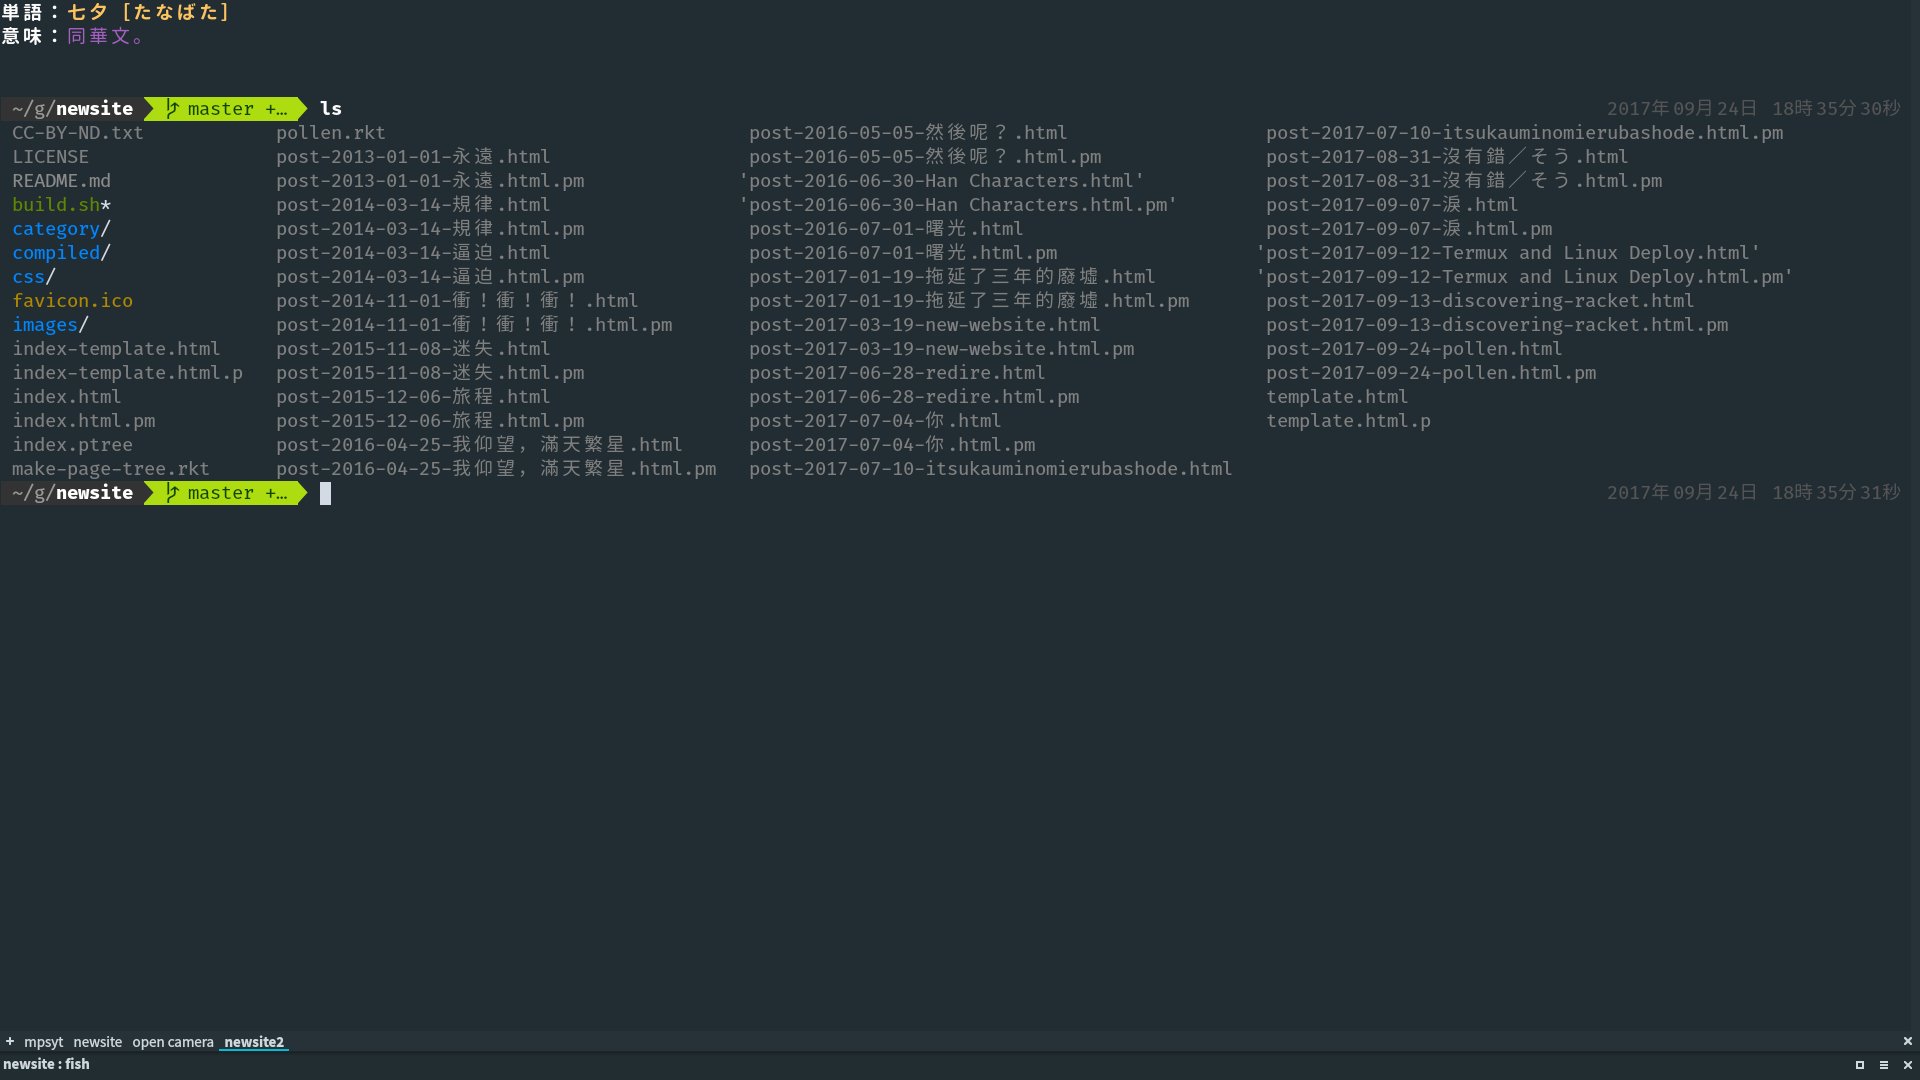 単語：七夕 [たなばた]
意味：同華文。
~/g/newsite master +… ls 2017年09月24日 18時35分30秒
CC-BY-ND.txt pollen.rkt post-2016-05-05-然後呢？.html post-2017-07-10-itsukauminomierubashode.html.pm
LICENSE post-2013-01-01-永遠.html post-2016-05-05-然後呢？.html.pm post-2017-08-31-沒有錯／そう.html
README.md post-2013-01-01-永遠.html.pm 'post-2016-06-30-Han Characters.html' post-2017-08-31-沒有錯／そう.html.pm
build.sh* post-2014-03-14-規律.html 'post-2016-06-30-Han Characters.html.pm' post-2017-09-07-淚.html
category/ post-2014-03-14-規律.html.pm post-2016-07-01-曙光.html post-2017-09-07-淚.html.pm
compiled/ post-2014-03-14-逼迫.html post-2016-07-01-曙光.html.pm 'post-2017-09-12-Termux and Linux Deploy.html'
css/ post-2014-03-14-逼迫.html.pm post-2017-01-19-拖延了三年的廢墟.html 'post-2017-09-12-Termux and Linux Deploy.html.pm'
favicon.ico post-2014-11-01-衝！衝！衝！.html post-2017-01-19-拖延了三年的廢墟.html.pm post-2017-09-13-discovering-racket.html
images/ post-2014-11-01-衝！衝！衝！.html.pm post-2017-03-19-new-website.html post-2017-09-13-discovering-racket.html.pm
index-template.html post-2015-11-08-迷失.html post-2017-03-19-new-website.html.pm post-2017-09-24-pollen.html
index-template.html.p post-2015-11-08-迷失.html.pm post-2017-06-28-redire.html post-2017-09-24-pollen.html.pm
index.html post-2015-12-06-旅程.html post-2017-06-28-redire.html.pm template.html
index.html.pm post-2015-12-06-旅程.html.pm post-2017-07-04-你.html template.html.p
index.ptree post-2016-04-25-我仰望，滿天繁星.html post-2017-07-04-你.html.pm
make-page-tree.rkt post-2016-04-25-我仰望，滿天繁星.html.pm post-2017-07-10-itsukauminomierubashode.html
~/g/newsite master +… 2017年09月24日 18時35分31秒
+ mpsyt newsite open camera newsite2
newsite : fish